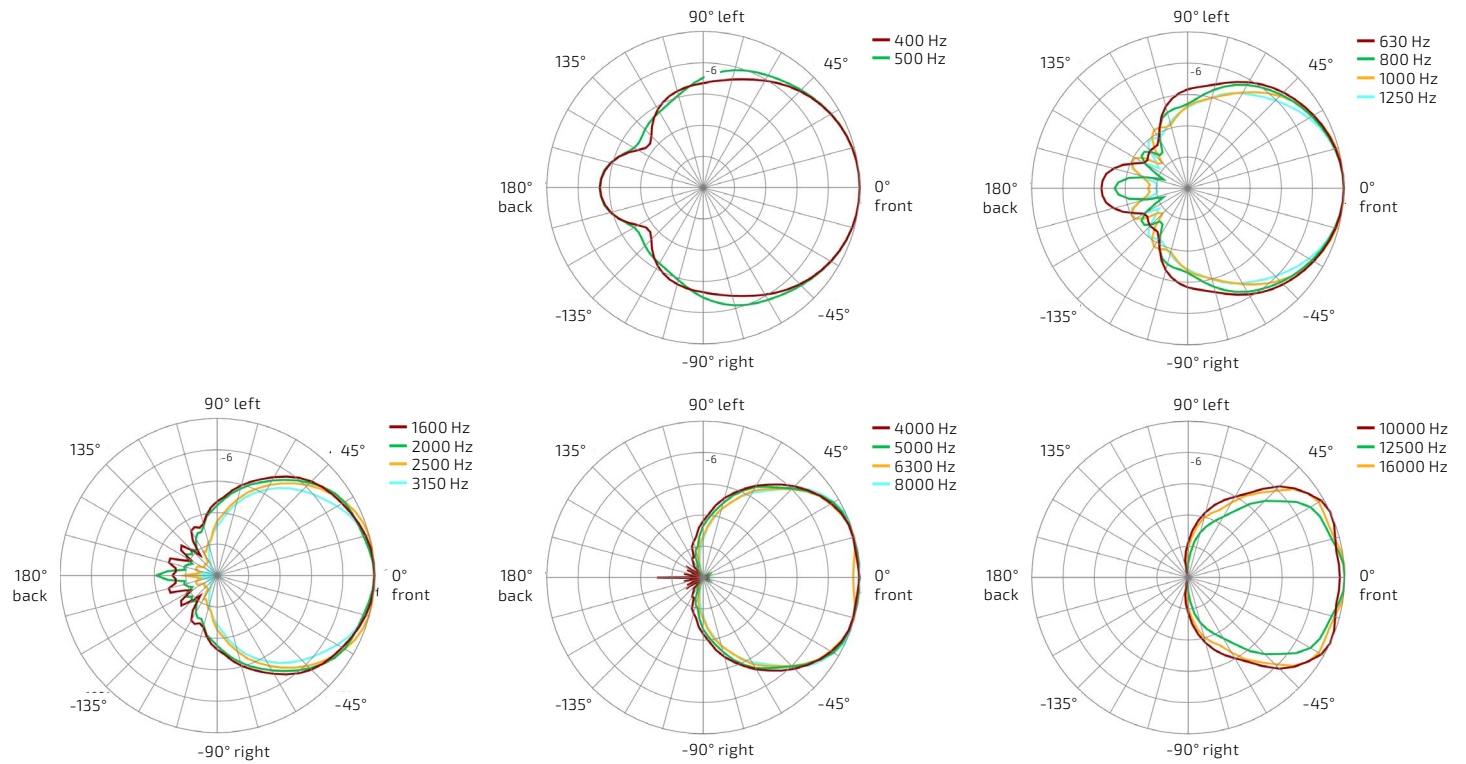 90° left
135°
45°
-6
400 Hz
500 Hz
180°
back
0°
front
-135°
-45°
-90° right
90° left
135°
45°
-6
630 Hz
800 Hz
1000 Hz
1250 Hz
180°
back
0°
front
-135°
-45°
-90° right
90° left
135°
45°
-6
1600 Hz
2000 Hz
2500 Hz
3150 Hz
180°
back
0°
front
-135°
-45°
-90° right
90° left
135°
45°
-6
4000 Hz
5000 Hz
6300 Hz
8000 Hz
180°
back
0°
front
-135°
-45°
-90° right
90° left
135°
45°
-6
10000 Hz
12500 Hz
16000 Hz
180°
back
0°
front
-135°
-45°
-90° right